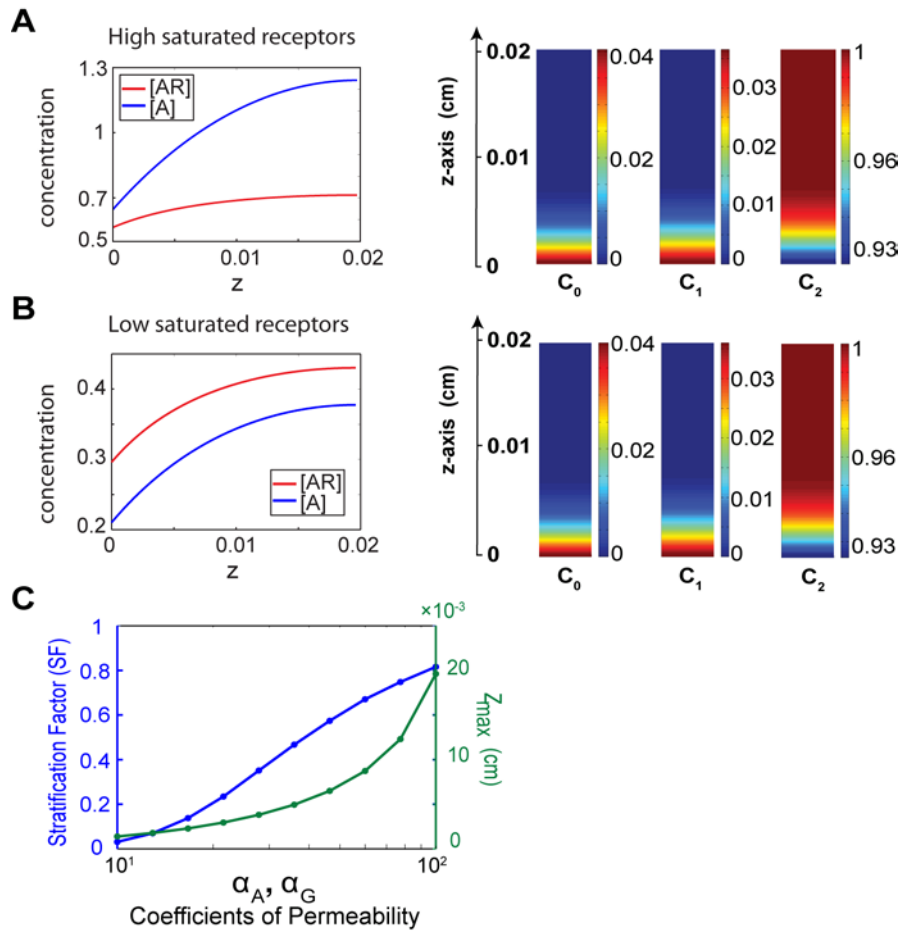 A
High saturated receptors
1.3
1
0.7
0.5
concentration
[AR]
[A]
0
0.01
0.02
z
z-axis (cm)
0.02
0.01
0
0.04
0.02
0
C0
0.03
0.02
0.01
0
C1
1
0.96
0.93
C2
B
Low saturated receptors
0.4
0.3
0.2
concentration
[AR]
[A]
0
0.01
0.02
z
z-axis (cm)
0.02
0.01
0
0.04
0.02
0
C0
0.03
0.02
0.01
0
C1
1
0.96
0.93
C2
C
×10-3
Stratification Factor (SF)
1
0.8
0.6
0.4
0.2
0
20
10
0
Zmax (cm)
101
102
αA, αG
Coefficients of Permeability